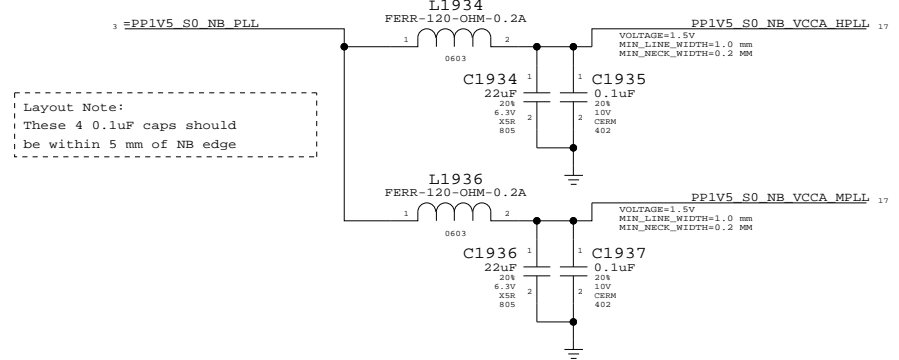 L1934
FERR-120-OHM-0.2A
3 =PP1V5_S0_NB_PLL
PP1V5_S0_NB_VCCA_HPLL 17
1 2
VOLTAGE=1.5V
MIN_LINE_WIDTH=1.0 mm
MIN_NECK_WIDTH=0.2 MM
0603
C1934
22uF
20%
6.3V
X5R
805
1
2
1
2
C1935
0.1uF
20%
10V
CERM
402
Layout Note:
These 4 0.1uF caps should
be within 5 mm of NB edge
L1936
FERR-120-OHM-0.2A
PP1V5_S0_NB_VCCA_MPLL 17
1 2
VOLTAGE=1.5V
MIN_LINE_WIDTH=1.0 mm
MIN_NECK_WIDTH=0.2 MM
0603
C1936
22uF
20%
6.3V
X5R
805
1
2
1
2
C1937
0.1uF
20%
10V
CERM
402